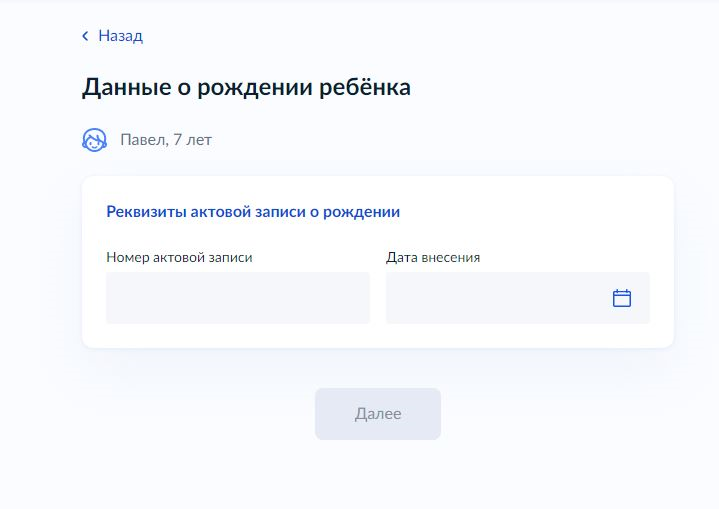 Назад
Данные о рождении ребёнка
Павел, 7 лет
Реквизиты актовой записи о рождении
Номер актовой записи Дата внесения
Далее